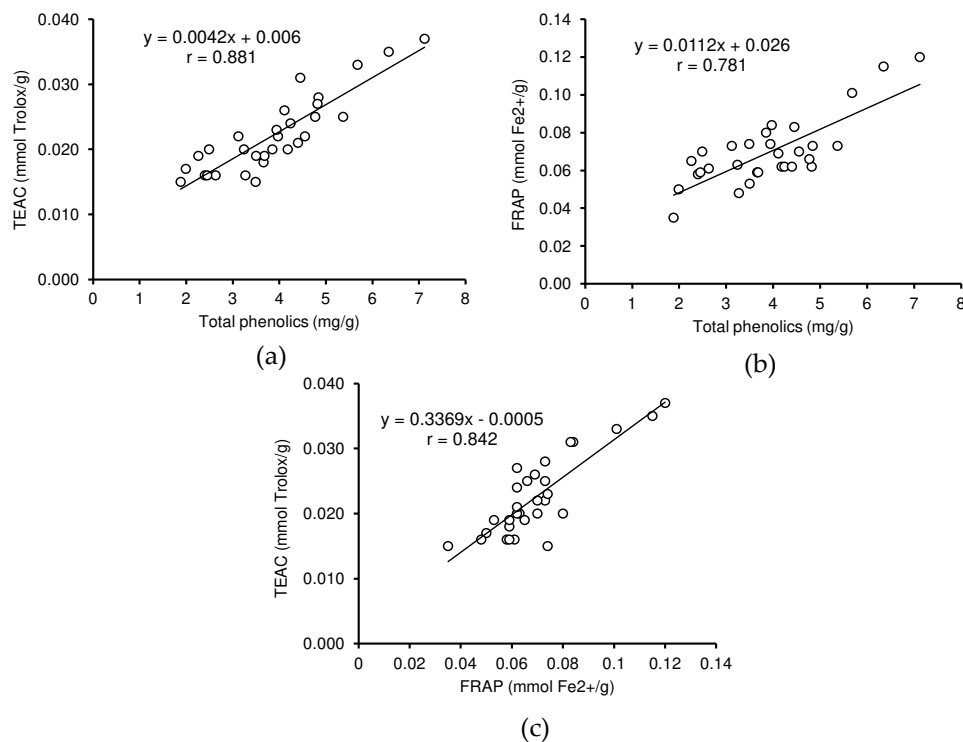 y = 0.0042x + 0.006
r = 0.881
0.040
0.030
0.020
0.010
0.000
TEAC (mmol Trolox/g)
0 1 2 3 4 5 6 7 8
Total phenolics (mg/g)
(a)
y = 0.0112x + 0.026
r = 0.781
0.14
0.12
0.10
0.08
0.06
0.04
0.02
0.00
FRAP (mmol Fe2+/g)
0 1 2 3 4 5 6 7 8
Total phenolics (mg/g)
(b)
y = 0.3369x - 0.0005
r = 0.842
0.040
0.030
0.020
0.010
0.000
TEAC (mmol Trolox/g)
0 0.02 0.04 0.06 0.08 0.1 0.12 0.14
FRAP (mmol Fe2+/g)
(c)